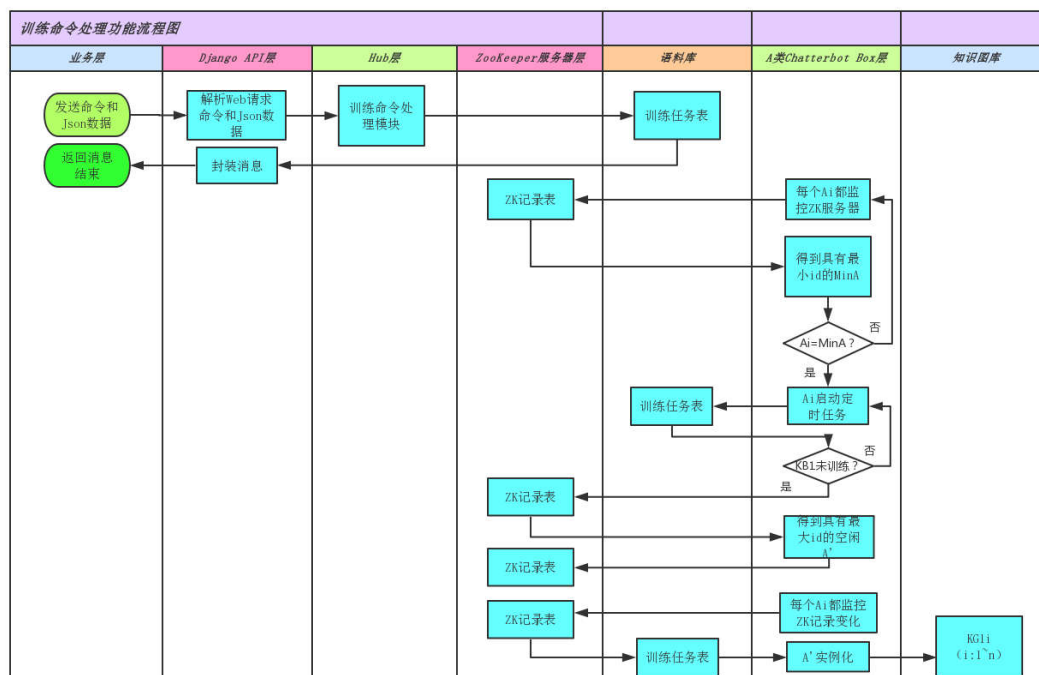 训练命令处理功能流程图
业务层
Django API层
Hub层
ZooKeeper服务器层
语料库
A类Chatterbot Box层
知识图库
发送命令和
Json数据
解析Web请求
命令和Json数
据
训练命令处
理模块
训练任务表
返回消息
结束
封装消息
ZK记录表
每个Ai都监
控ZK服务器
得到具有最
小id的MinA
Ai=MinA？
否
是
训练任务表
Ai启动定
时任务
KB1未训练？
否
是
ZK记录表
得到具有最
大id的空闲
A'
ZK记录表
ZK记录表
每个Ai都监控
ZK记录变化
训练任务表
A'实例化
KG1i
（i:1~n）